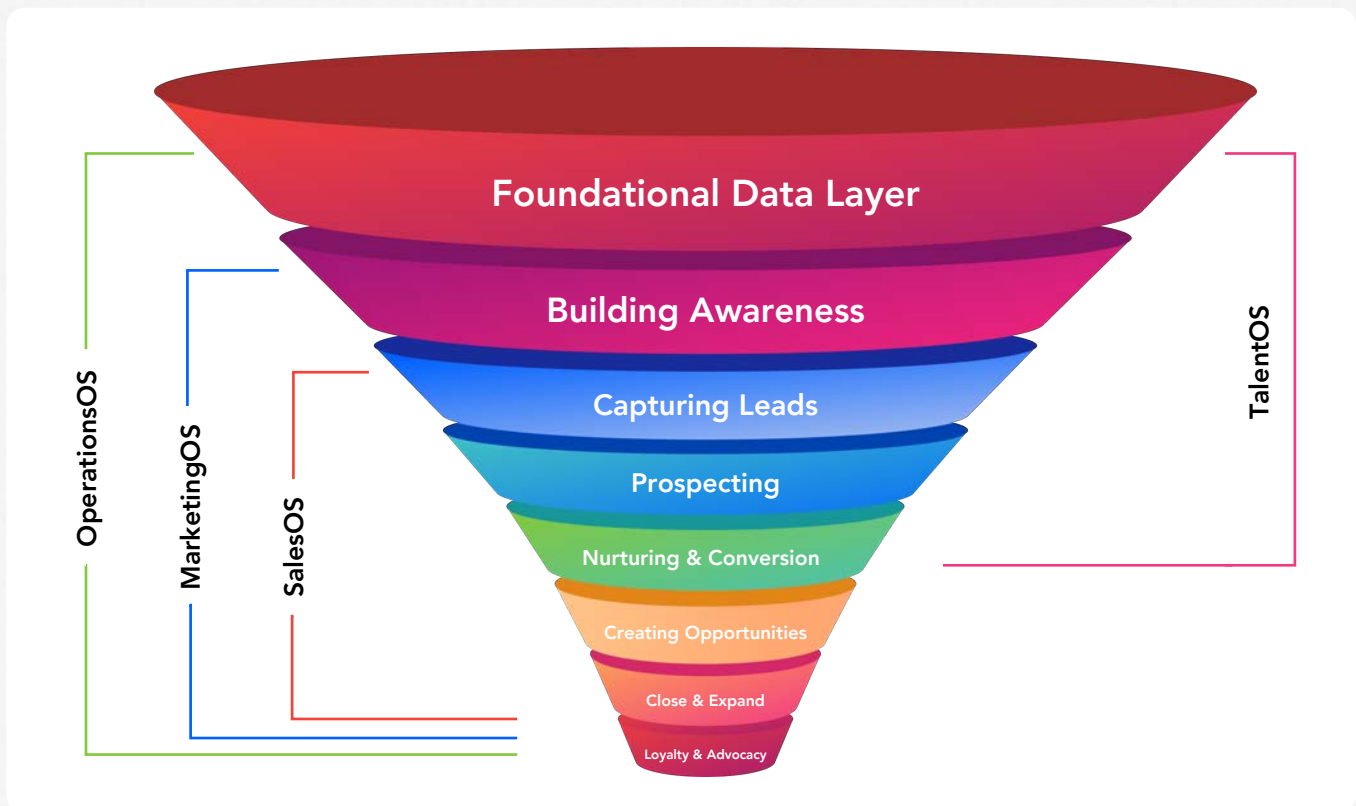 Foundational Data Layer
Building Awareness
Capturing Leads
Prospecting
Nurturing & Conversion
Creating Opportunities
Close & Expand
Loyalty & Advocacy
OperationsOS
MarketingOS
SalesOS
TalentOS